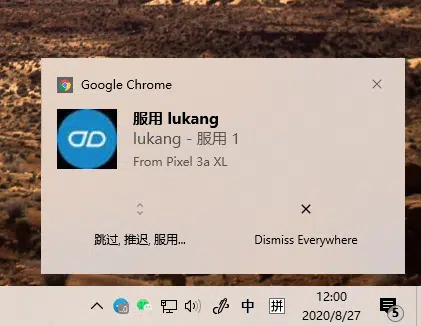 Google Chrome
服用 lukang
lukang - 服用 1
From Pixel 3a XL
跳过, 推迟, 服用...
Dismiss Everywhere
中 拼 12:00
2020/8/27
5